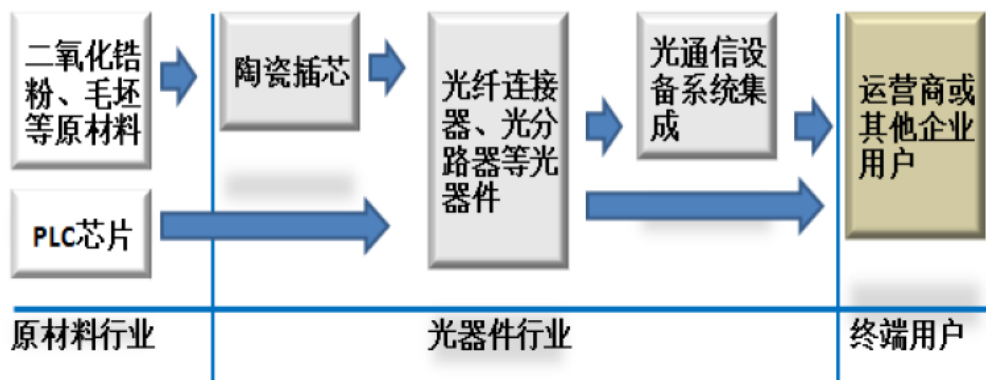 二氧化锆
粉、毛坯
等原材料
陶瓷插芯
光纤连接
器、光分
路器等光
器件
光通信设
备系统集
成
运营商或
其他企业
用户
PLC芯片
原材料行业
光器件行业
终端用户